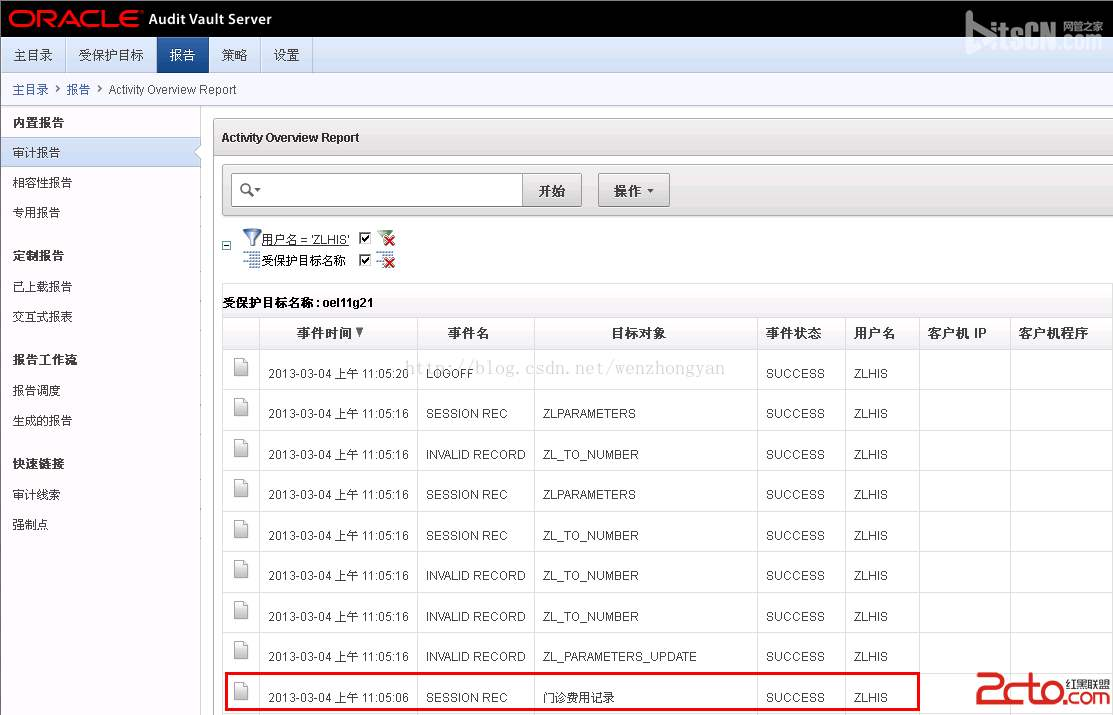 ORACLE Audit Vault Server
bitsCN.com 网管之家
主目录 受保护目标 报告 策略 设置
主目录 > 报告 > Activity Overview Report
内置报告
审计报告
相容性报告
专用报告
定制报告
已上载报告
交互式报表
报告工作流
报告调度
生成的报告
快速链接
审计线索
强制点
Activity Overview Report
开始 操作
用户名 = 'ZLHIS'
受保护目标名称
受保护目标名称 : oel11g21
事件时间 事件名 目标对象 事件状态 用户名 客户机 IP 客户机程序
2013-03-04 上午 11:05:20 LOGOFF SUCCESS ZLHIS
http://blog.csdn.net/wenzhongyan
2013-03-04 上午 11:05:16 SESSION REC ZLPARAMETERS SUCCESS ZLHIS
2013-03-04 上午 11:05:16 INVALID RECORD ZL_TO_NUMBER SUCCESS ZLHIS
2013-03-04 上午 11:05:16 SESSION REC ZLPARAMETERS SUCCESS ZLHIS
2013-03-04 上午 11:05:16 SESSION REC ZL_TO_NUMBER SUCCESS ZLHIS
2013-03-04 上午 11:05:16 INVALID RECORD ZL_TO_NUMBER SUCCESS ZLHIS
2013-03-04 上午 11:05:16 INVALID RECORD ZL_TO_NUMBER SUCCESS ZLHIS
2013-03-04 上午 11:05:16 INVALID RECORD ZL_PARAMETERS_UPDATE SUCCESS ZLHIS
2013-03-04 上午 11:05:06 SESSION REC 门诊费用记录 SUCCESS ZLHIS
2cto.com 红黑联盟